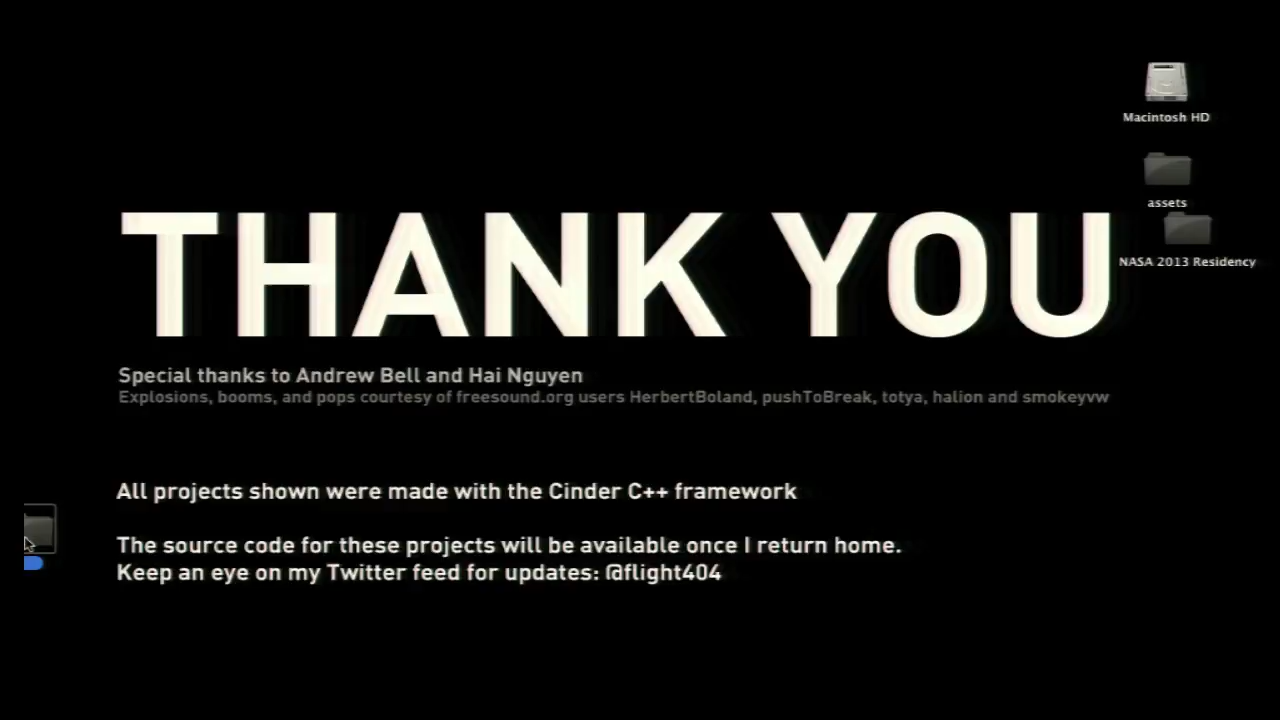 Macintosh HD
assets
THANK YOU
NASA 2013 Residency
Special thanks to Andrew Bell and Hai Nguyen
Explosions, booms, and pops courtesy of freesound.org users HerbertBoland, pushToBreak, totya, halion and smokeyvw
All projects shown were made with the Cinder C++ framework
The source code for these projects will be available once I return home.
Keep an eye on my Twitter feed for updates: @flight404